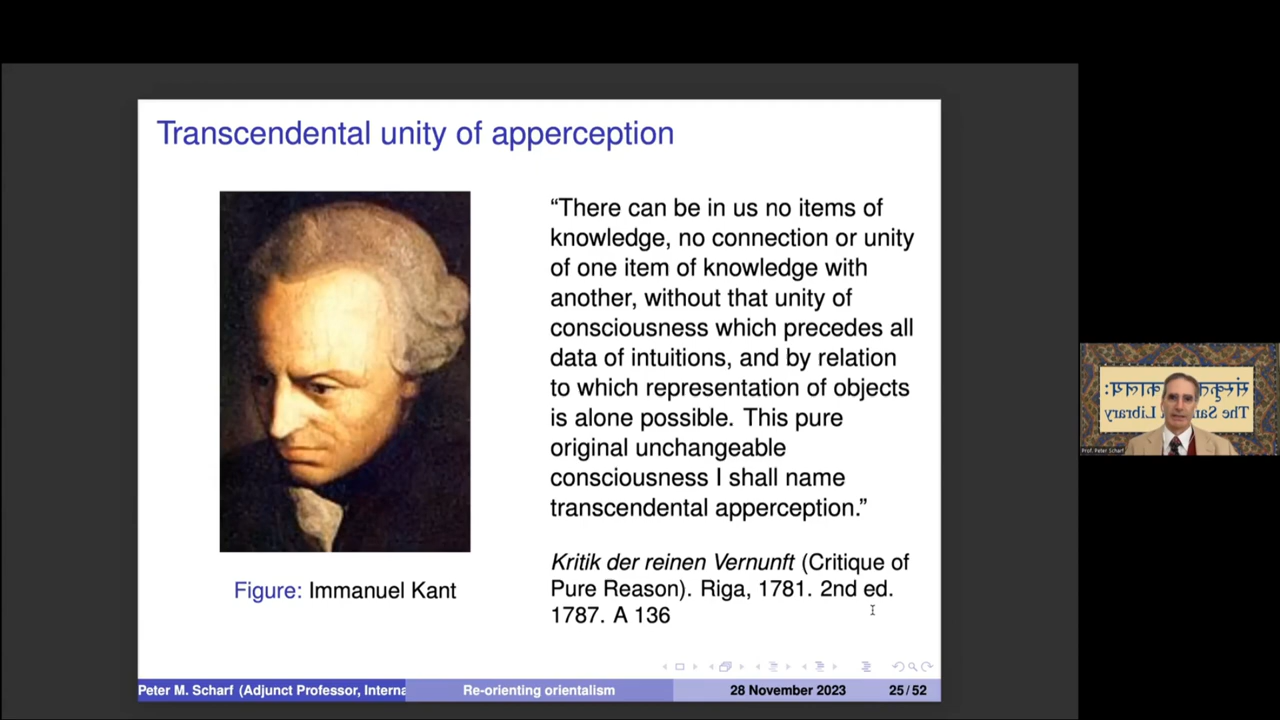 Transcendental unity of apperception
“There can be in us no items of
knowledge, no connection or unity
of one item of knowledge with
another, without that unity of
consciousness which precedes all
data of intuitions, and by relation
to which representation of objects
is alone possible. This pure
original unchangeable
consciousness I shall name
transcendental apperception.”
Kritik der reinen Vernunft (Critique of
Pure Reason). Riga, 1781. 2nd ed.
1787. A 136
Figure: Immanuel Kant
Peter M. Scharf (Adjunct Professor, Interna
Re-orienting orientalism
28 November 2023
25/52
The San Library
Prof. Peter Scharf